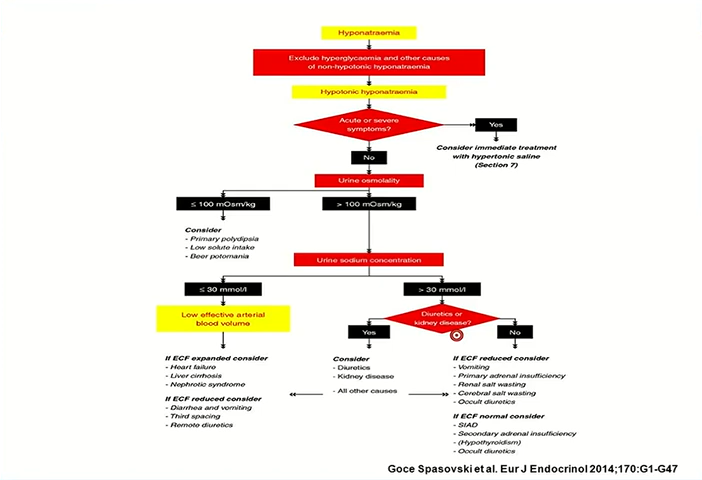 Hyponatraemia
Exclude hyperglycaemia and other causes
of non-hypotonic hyponatraemia
Hypotonic hyponatraemia
Acute or severe
symptoms?
Yes
Consider immediate treatment
with hypertonic saline
(Section 7)
No
Urine osmolality
≤ 100 mOsm/kg
> 100 mOsm/kg
Consider
- Primary polydipsia
- Low solute intake
- Beer potomania
Urine sodium concentration
≤ 30 mmol/l
> 30 mmol/l
Low effective arterial
blood volume
Diuretics or
kidney disease?
Yes
No
If ECF expanded consider
- Heart failure
- Liver cirrhosis
- Nephrotic syndrome
If ECF reduced consider
- Diarrhea and vomiting
- Third spacing
- Remote diuretics
Consider
- Diuretics
- Kidney disease
- All other causes
If ECF reduced consider
- Vomiting
- Primary adrenal insufficiency
- Renal salt wasting
- Cerebral salt wasting
- Occult diuretics
If ECF normal consider
- SIAD
- Secondary adrenal insufficiency
- (Hypothyroidism)
- Occult diuretics
Goce Spasovski et al. Eur J Endocrinol 2014;170:G1-G47